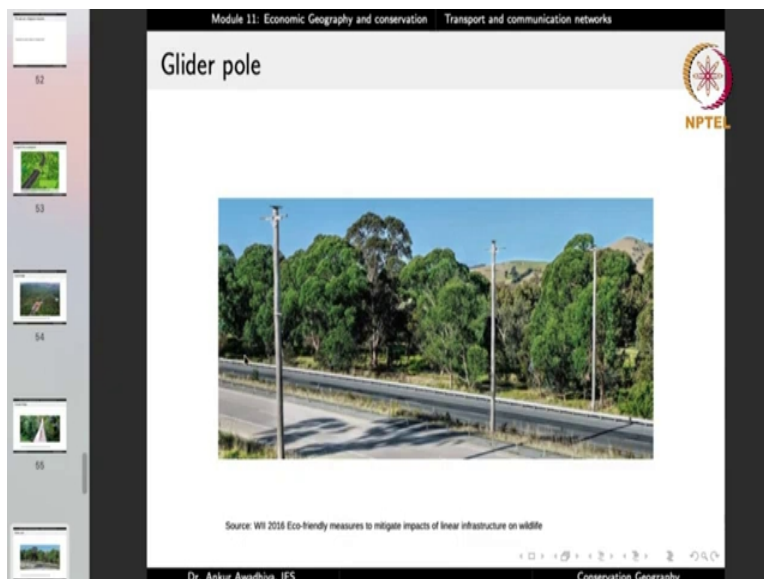 Module 11: Economic Geography and conservation Transport and communication networks
Glider pole
NPTEL
52
53
54
55
Source: WII 2016 Eco-friendly measures to mitigate impacts of linear infrastructure on wildlife
Dr. Ankur Awadhiya, IFS Conservation Geography